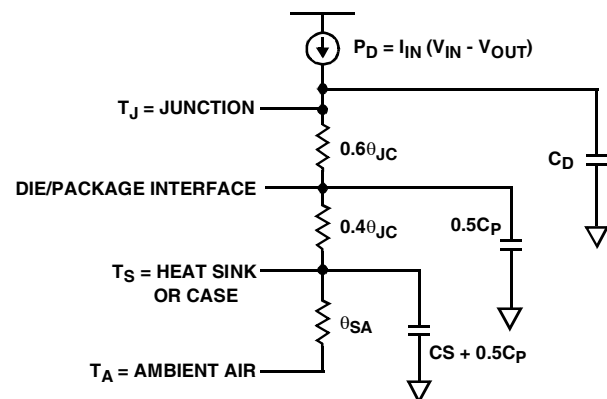 P_D = I_IN (V_IN - V_OUT)
T_J = JUNCTION
0.6θ_JC
C_D
DIE/PACKAGE INTERFACE
0.4θ_JC
0.5C_P
T_S = HEAT SINK
OR CASE
θ_SA
CS + 0.5C_P
T_A = AMBIENT AIR